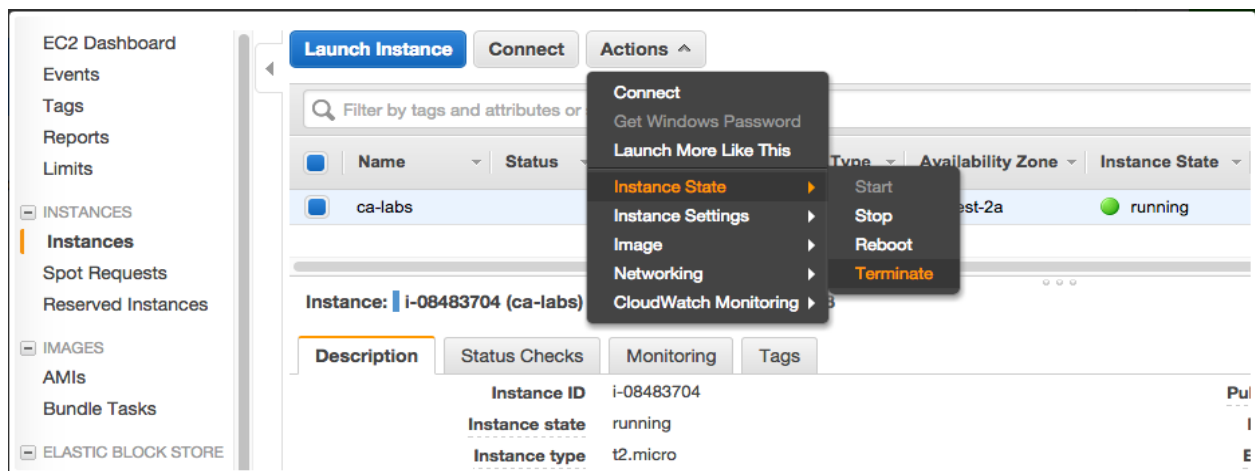 EC2 Dashboard
Events
Tags
Reports
Limits
INSTANCES
Instances
Spot Requests
Reserved Instances
IMAGES
AMIs
Bundle Tasks
ELASTIC BLOCK STORE
Launch Instance Connect Actions
Filter by tags and attributes or
Connect
Get Windows Password
Launch More Like This
Instance State
Instance Settings
Image
Networking
CloudWatch Monitoring
Start
Stop
Reboot
Terminate
Name Status Type Availability Zone Instance State
ca-labs est-2a running
Instance: i-08483704 (ca-labs)
Description Status Checks Monitoring Tags
Instance ID i-08483704
Instance state running
Instance type t2.micro